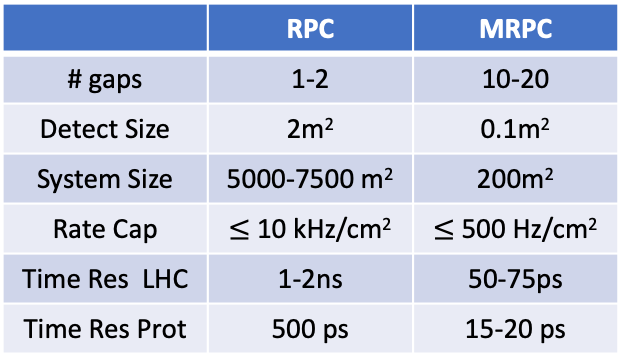 RPC MRPC
# gaps 1-2 10-20
Detect Size 2m² 0.1m²
System Size 5000-7500 m² 200m²
Rate Cap ≤ 10 kHz/cm² ≤ 500 Hz/cm²
Time Res  LHC 1-2ns 50-75ps
Time Res Prot 500 ps 15-20 ps